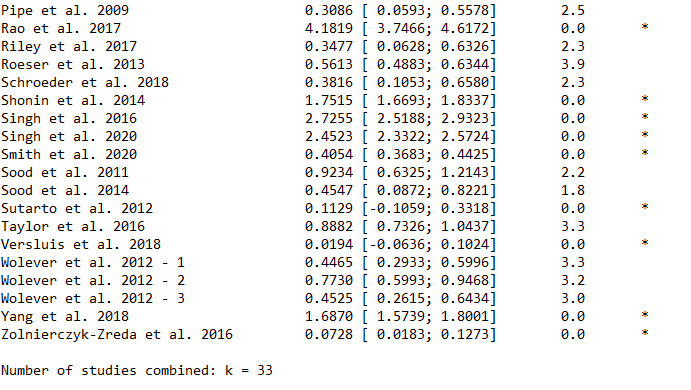 Pipe et al. 2009 0.3086 [ 0.0593; 0.5578] 2.5
Rao et al. 2017 4.1819 [ 3.7466; 4.6172] 0.0 *
Riley et al. 2017 0.3477 [ 0.0628; 0.6326] 2.3
Roeser et al. 2013 0.5613 [ 0.4883; 0.6344] 3.9
Schroeder et al. 2018 0.3816 [ 0.1053; 0.6580] 2.3
Shonin et al. 2014 1.7515 [ 1.6693; 1.8337] 0.0 *
Singh et al. 2016 2.7255 [ 2.5188; 2.9323] 0.0 *
Singh et al. 2020 2.4523 [ 2.3322; 2.5724] 0.0 *
Smith et al. 2020 0.4054 [ 0.3683; 0.4425] 0.0 *
Sood et al. 2011 0.9234 [ 0.6325; 1.2143] 2.2
Sood et al. 2014 0.4547 [ 0.0872; 0.8221] 1.8
Sutarto et al. 2012 0.1129 [-0.1059; 0.3318] 0.0 *
Taylor et al. 2016 0.8882 [ 0.7326; 1.0437] 3.3
Versluis et al. 2018 0.0194 [-0.0636; 0.1024] 0.0 *
Wolever et al. 2012 - 1 0.4465 [ 0.2933; 0.5996] 3.3
Wolever et al. 2012 - 2 0.7730 [ 0.5993; 0.9468] 3.2
Wolever et al. 2012 - 3 0.4525 [ 0.2615; 0.6434] 3.0
Yang et al. 2018 1.6870 [ 1.5739; 1.8001] 0.0 *
Zolnierczyk-Zreda et al. 2016 0.0728 [ 0.0183; 0.1273] 0.0 *
Number of studies combined: k = 33